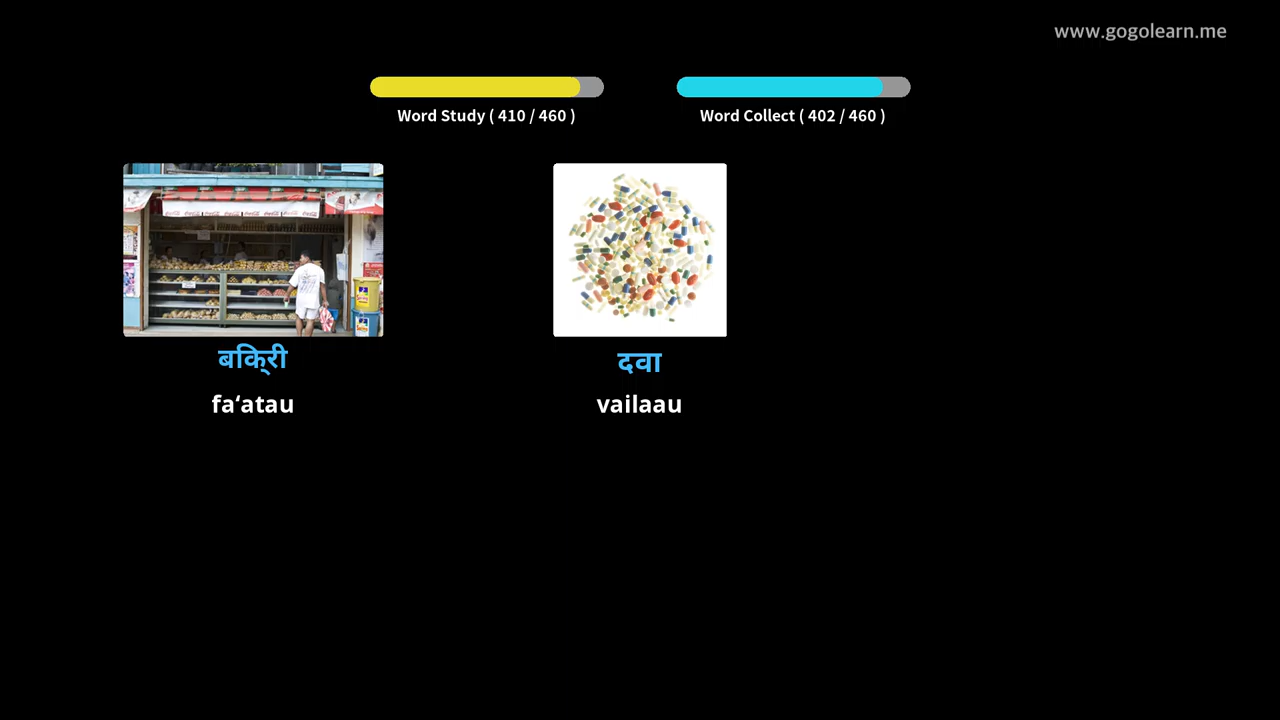 www.gogolearn.me
Word Study ( 410 / 460 )
Word Collect ( 402 / 460 )
बिक्री
fa‘atau
दवा
vailaau